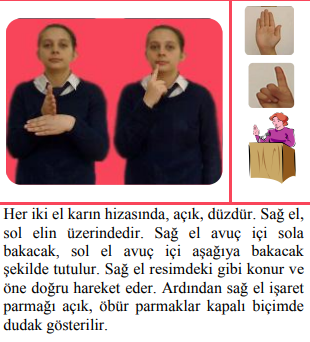 Her iki el karın hizasında, açık, düzdür. Sağ el,
sol elin üzerindedir. Sağ el avuç içi sola
bakacak, sol el avuç içi aşağıya bakacak
şekilde tutulur. Sağ el resimdeki gibi konur ve
öne doğru hareket eder. Ardından sağ el işaret
parmağı açık, öbür parmaklar kapalı biçimde
dudak gösterilir.